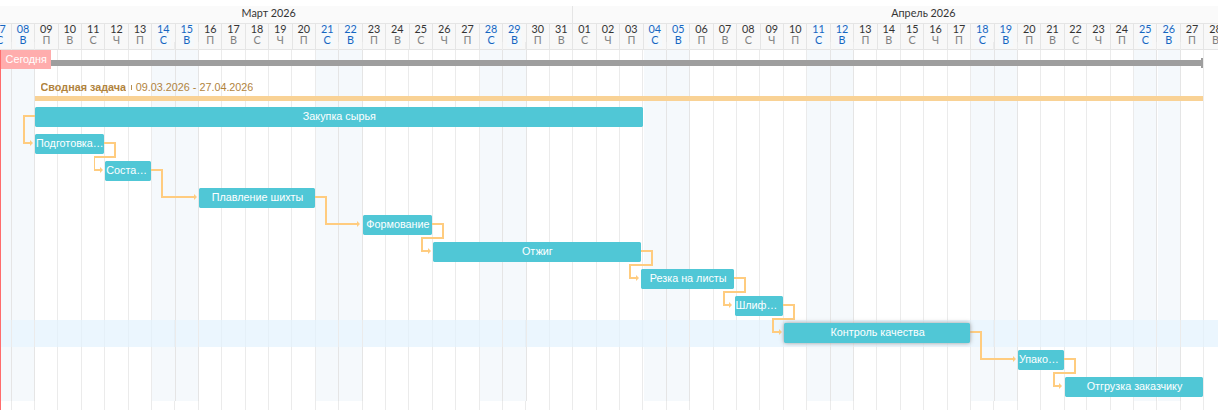 Март 2026 Апрель 2026
7 08 09 10 11 12 13 14 15 16 17 18 19 20 21 22 23 24 25 26 27 28 29 30 31 01 02 03 04 05 06 07 08 09 10 11 12 13 14 15 16 17 18 19 20 21 22 23 24 25 26 27 28
С В П В С Ч П С В П В С Ч П С В П В С Ч П С В П В С Ч П С В П В С Ч П С В П В С Ч П С В П В С Ч П С В П В
Сегодня
Сводная задача 09.03.2026 - 27.04.2026
Закупка сырья
Подготовка...
Соста...
Плавление шихты
Формование
Отжиг
Резка на листы
Шлиф...
Контроль качества
Упако...
Отгрузка заказчику